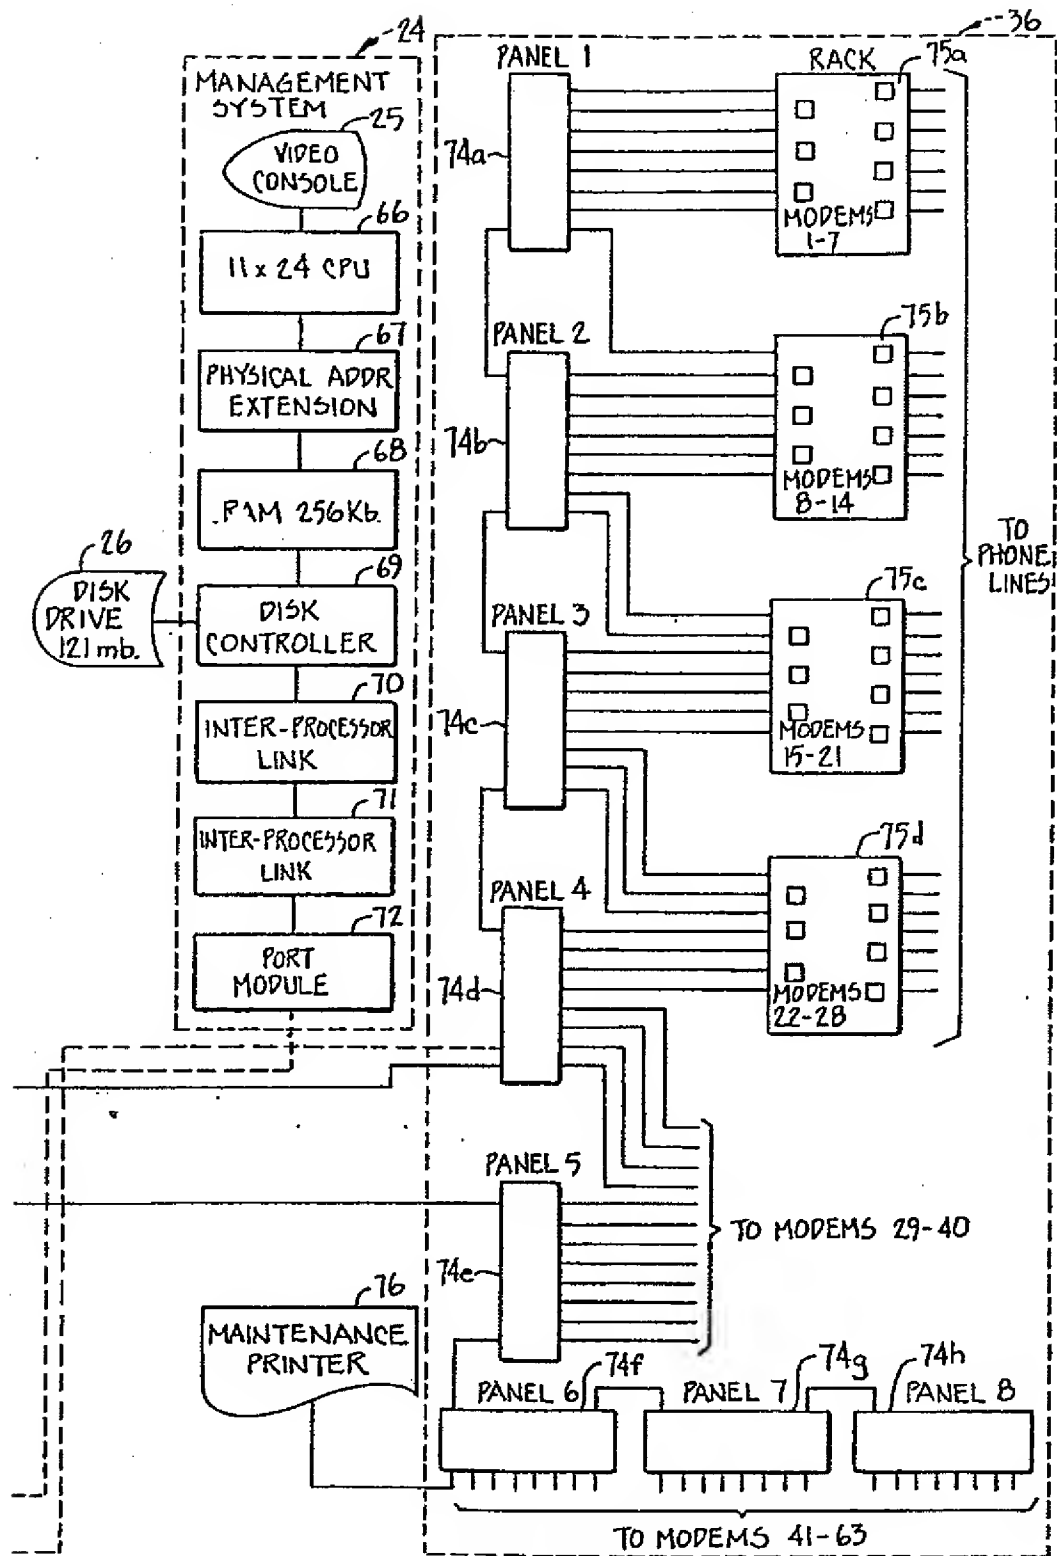 24
MANAGEMENT
SYSTEM
25
VIDEO
CONSOLE
66
11 x 24 CPU
67
PHYSICAL ADDR
EXTENSION
68
RAM 256Kb.
26
DISK
DRIVE
121 mb.
69
DISK
CONTROLLER
70
INTER-PROCESSOR
LINK
71
INTER-PROCESSOR
LINK
72
PORT
MODULE
76
MAINTENANCE
PRINTER
36
PANEL 1
74a
RACK
75a
MODEMS
1-7
PANEL 2
74b
75b
MODEMS
8-14
PANEL 3
74c
75c
MODEMS
15-21
PANEL 4
74d
75d
MODEMS
22-28
TO
PHONE
LINES
PANEL 5
74e
TO MODEMS 29-40
74f
PANEL 6
74g
PANEL 7
74h
PANEL 8
TO MODEMS 41-63